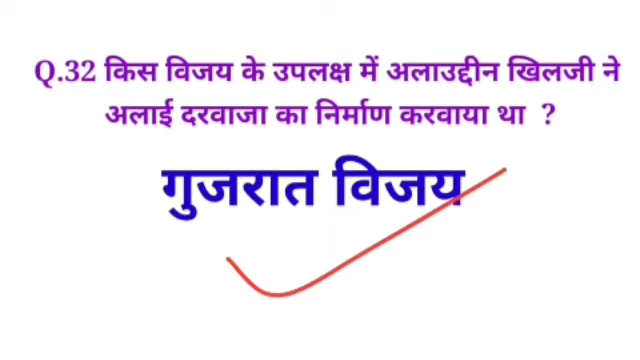 Q.32 किस विजय के उपलक्ष में अलाउद्दीन खिलजी ने
अलाई दरवाजा का निर्माण करवाया था ?
गुजरात विजय